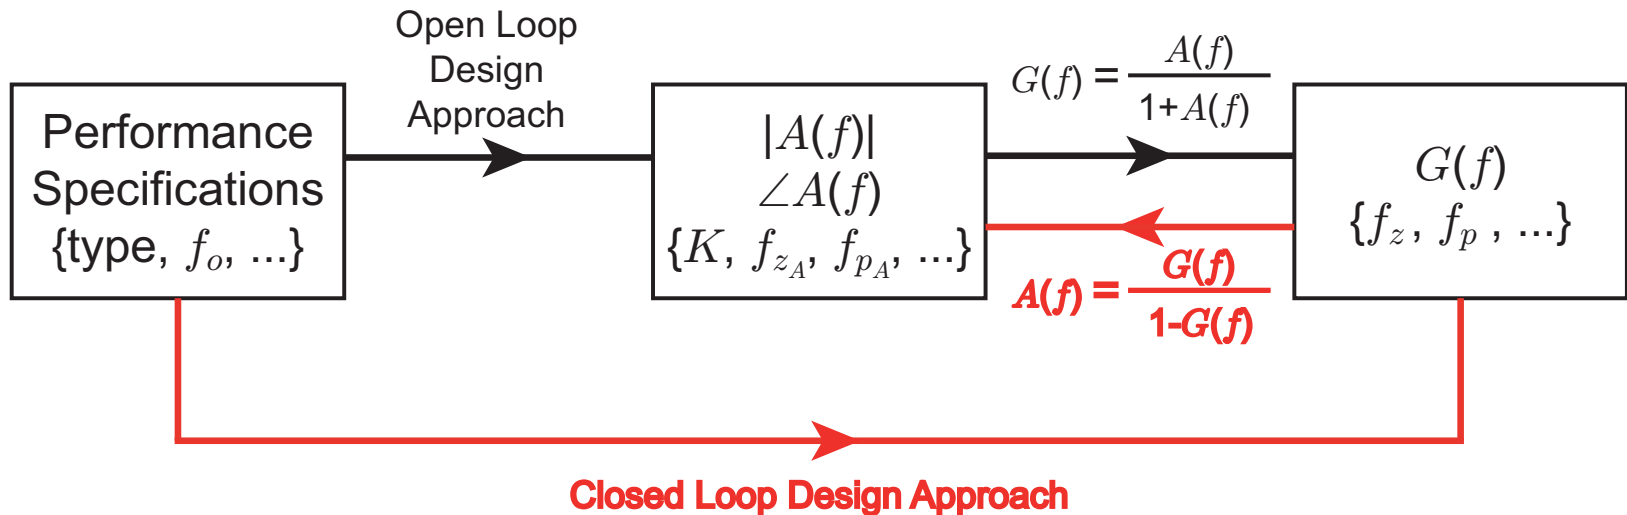 Open Loop
Design
Approach
Performance
Specifications
{type, f_o, ...}
|A(f)|
∠A(f)
{K, f_{z_A}, f_{p_A}, ...}
G(f) = A(f) / 1+A(f)
A(f) = G(f) / 1-G(f)
G(f)
{f_z, f_p , ...}
Closed Loop Design Approach